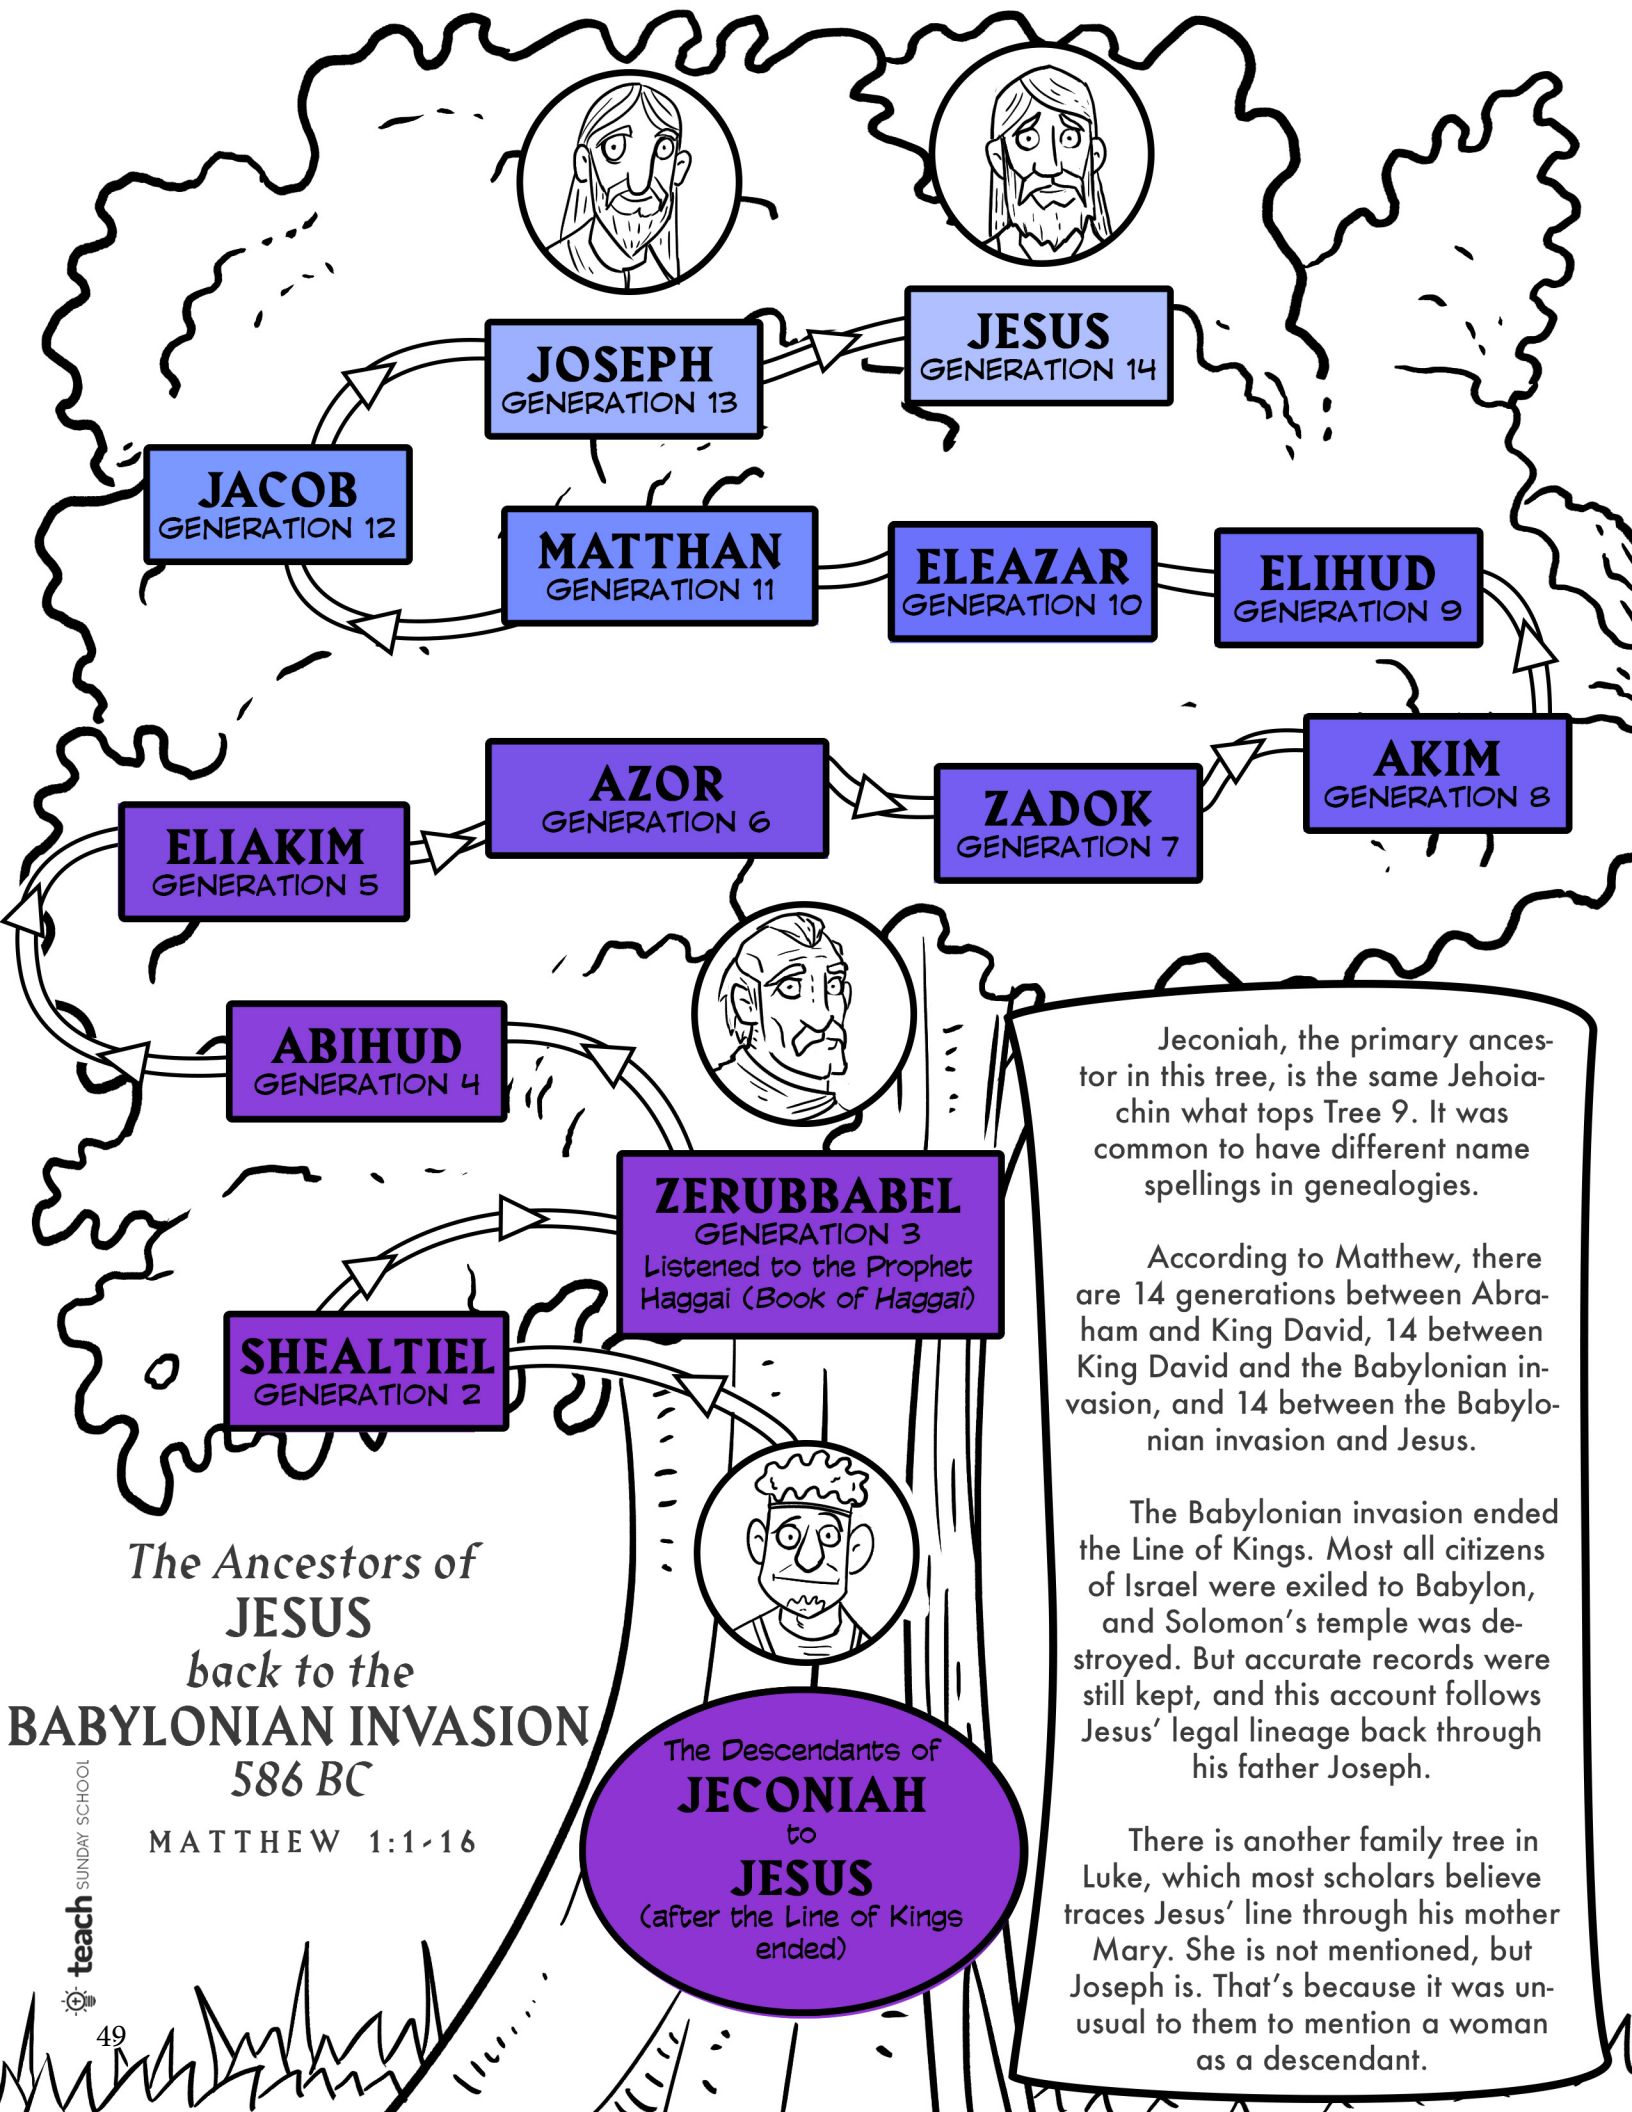 JESUS
GENERATION 14
JOSEPH
GENERATION 13
JACOB
GENERATION 12
MATTHAN
GENERATION 11
ELEAZAR
GENERATION 10
ELIHUD
GENERATION 9
AKIM
GENERATION 8
ZADOK
GENERATION 7
AZOR
GENERATION 6
ELIAKIM
GENERATION 5
ABIHUD
GENERATION 4
ZERUBBABEL
GENERATION 3
Listened to the Prophet
Haggai (Book of Haggai)
SHEALTIEL
GENERATION 2
The Descendants of
JECONIAH
to
JESUS
(after the Line of Kings
ended)
The Ancestors of
JESUS
back to the
BABYLONIAN INVASION
586 BC
MATTHEW 1:1-16
teach SUNDAY SCHOOL
49
Jeconiah, the primary ances-
tor in this tree, is the same Jehoia-
chin what tops Tree 9. It was
common to have different name
spellings in genealogies.
According to Matthew, there
are 14 generations between Abra-
ham and King David, 14 between
King David and the Babylonian in-
vasion, and 14 between the Babylo-
nian invasion and Jesus.
The Babylonian invasion ended
the Line of Kings. Most all citizens
of Israel were exiled to Babylon,
and Solomon's temple was de-
stroyed. But accurate records were
still kept, and this account follows
Jesus' legal lineage back through
his father Joseph.
There is another family tree in
Luke, which most scholars believe
traces Jesus' line through his mother
Mary. She is not mentioned, but
Joseph is. That's because it was un-
usual to them to mention a woman
as a descendant.